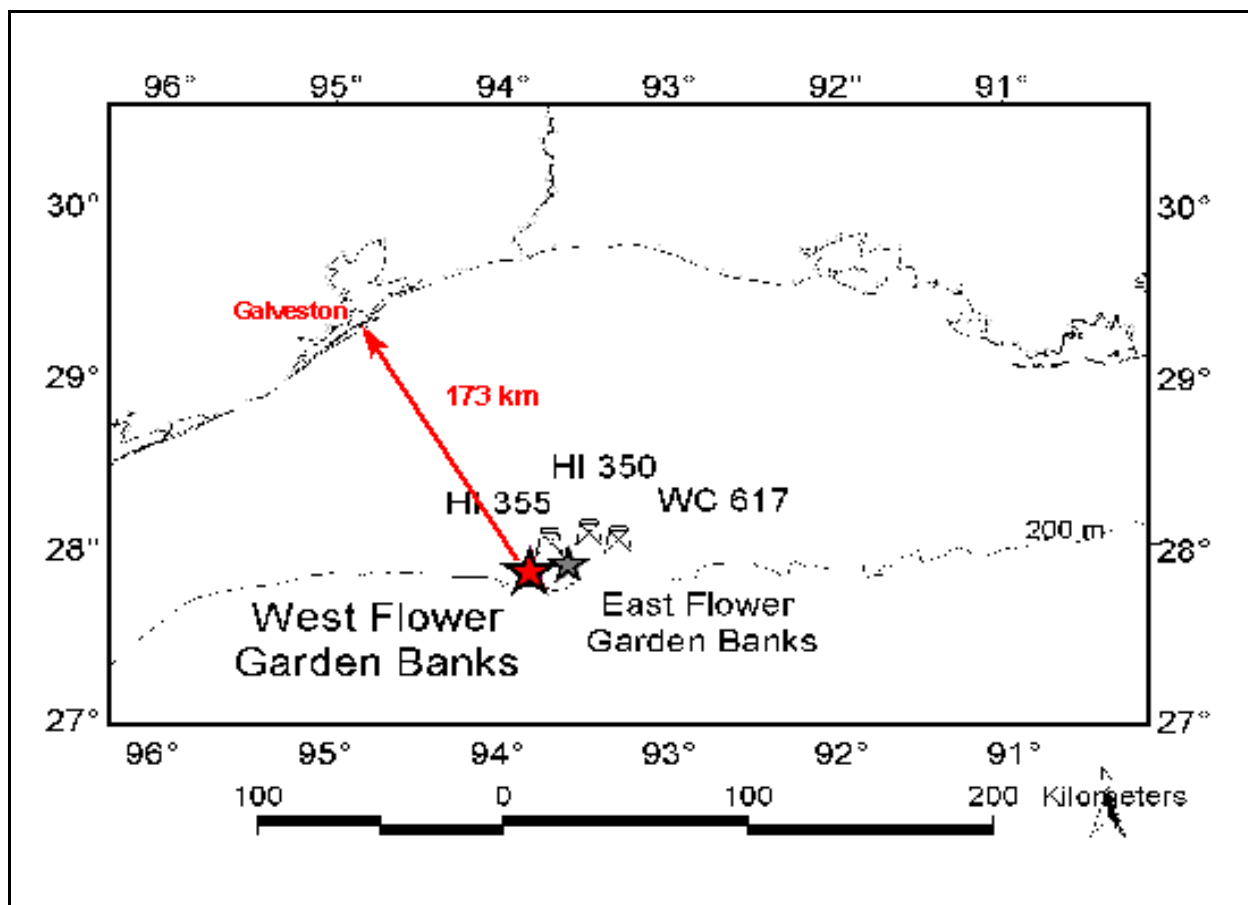 96° 95° 94° 93° 92" 91°
30° 30°
Galveston
29° 29°
173 km
HI 350
HI 355 WC 617
200 m
28" 28°
West Flower
Garden Banks
East Flower
Garden Banks
27° 27°
96° 95° 94° 93° 92° 91°
100 0 100 200 Kilometers